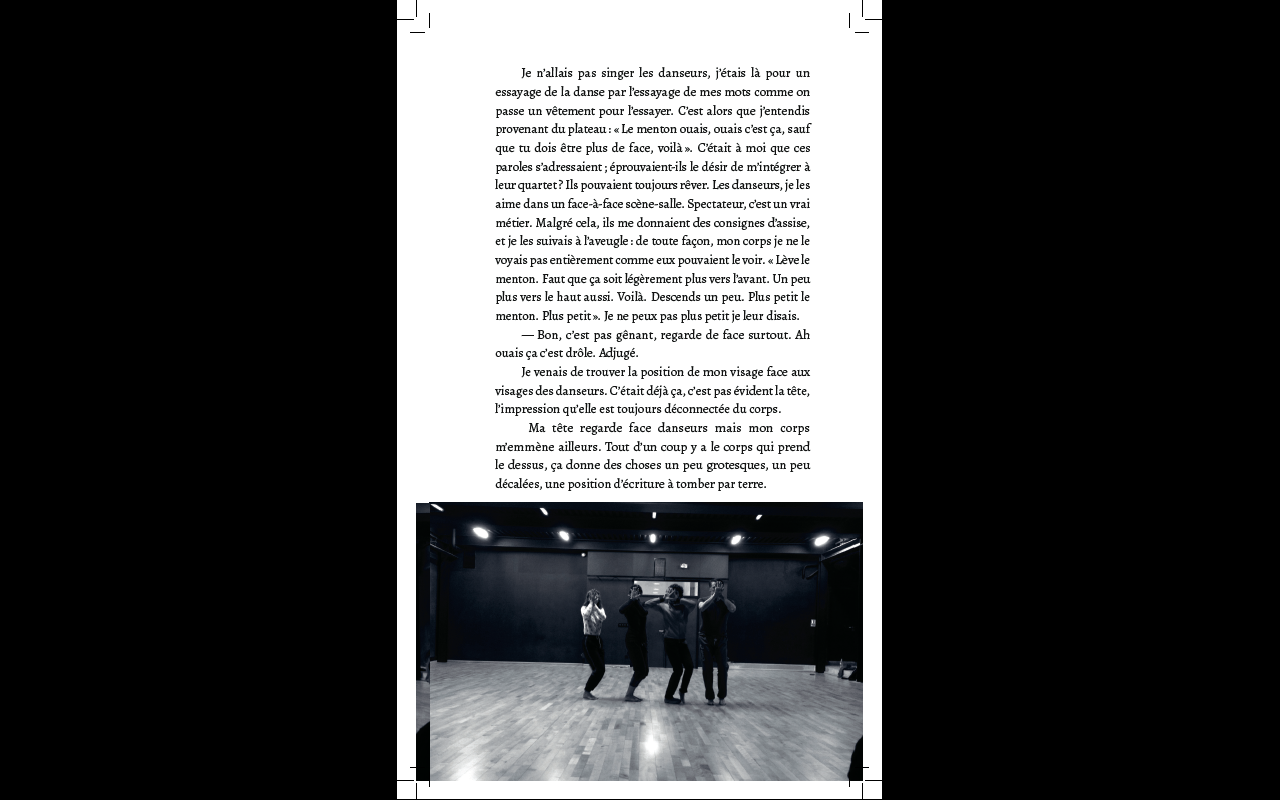 Je n’allais pas singer les danseurs, j’étais là pour un
essayage de la danse par l’essayage de mes mots comme on
passe un vêtement pour l’essayer. C’est alors que j’entendis
provenant du plateau : « Le menton ouais, ouais c’est ça, sauf
que tu dois être plus de face, voilà ». C’était à moi que ces
paroles s’adressaient ; éprouvaient-ils le désir de m’intégrer à
leur quartet ? Ils pouvaient toujours rêver. Les danseurs, je les
aime dans un face-à-face scène-salle. Spectateur, c’est un vrai
métier. Malgré cela, ils me donnaient des consignes d’assise,
et je les suivais à l’aveugle : de toute façon, mon corps je ne le
voyais pas entièrement comme eux pouvaient le voir. « Lève le
menton. Faut que ça soit légèrement plus vers l’avant. Un peu
plus vers le haut aussi. Voilà. Descends un peu. Plus petit le
menton. Plus petit ». Je ne peux pas plus petit je leur disais.
— Bon, c’est pas gênant, regarde de face surtout. Ah
ouais ça c’est drôle. Adjugé.
Je venais de trouver la position de mon visage face aux
visages des danseurs. C’était déjà ça, c’est pas évident la tête,
l’impression qu’elle est toujours déconnectée du corps.
Ma tête regarde face danseurs mais mon corps
m’emmène ailleurs. Tout d’un coup y a le corps qui prend
le dessus, ça donne des choses un peu grotesques, un peu
décalées, une position d’écriture à tomber par terre.